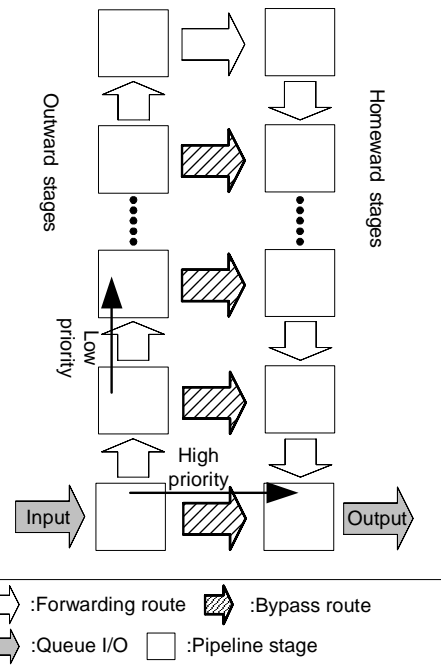 Outward stages
Homeward stages
Low
priority
High
priority
Input
Output
:Forwarding route
:Bypass route
:Queue I/O
:Pipeline stage